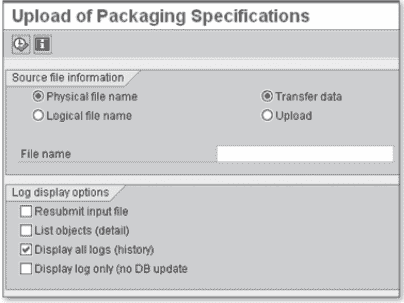 Upload of Packaging Specifications
Source file information
Physical file name Transfer data
Logical file name Upload
File name
Log display options
Resubmit input file
List objects (detail)
Display all logs (history)
Display log only (no DB update